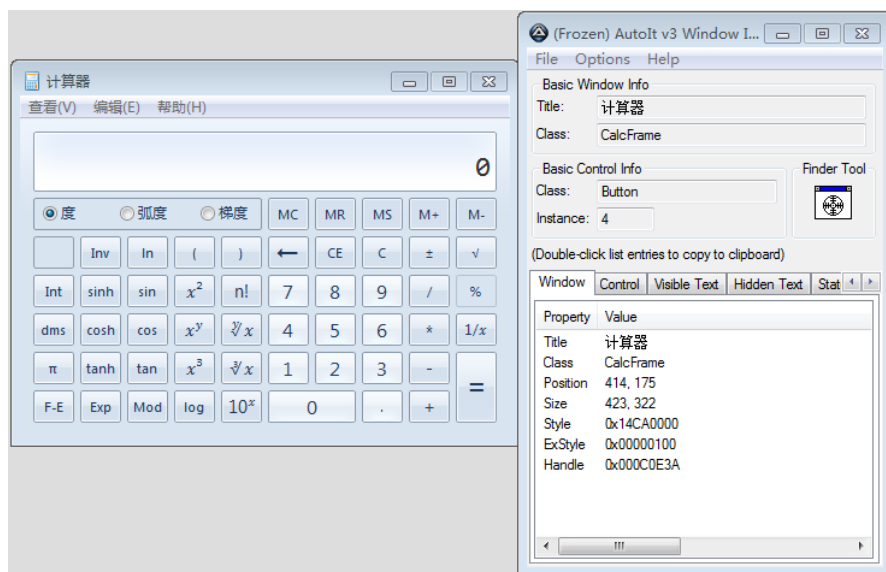 计算器
查看(V) 编辑(E) 帮助(H)
0
度 弧度 梯度 MC MR MS M+ M-
Inv ln ( ) ← CE C ± √
Int sinh sin x² n! 7 8 9 / %
dms cosh cos xʸ ʸ√x 4 5 6 * 1/x
π tanh tan x³ ³√x 1 2 3 - =
F-E Exp Mod log 10ˣ 0 . +
(Frozen) AutoIt v3 Window I...
File Options Help
Basic Window Info
Title: 计算器
Class: CalcFrame
Basic Control Info Finder Tool
Class: Button
Instance: 4
(Double-click list entries to copy to clipboard)
Window Control Visible Text Hidden Text Stat
Property Value
Title 计算器
Class CalcFrame
Position 414, 175
Size 423, 322
Style 0x14CA0000
ExStyle 0x00000100
Handle 0x000C0E3A